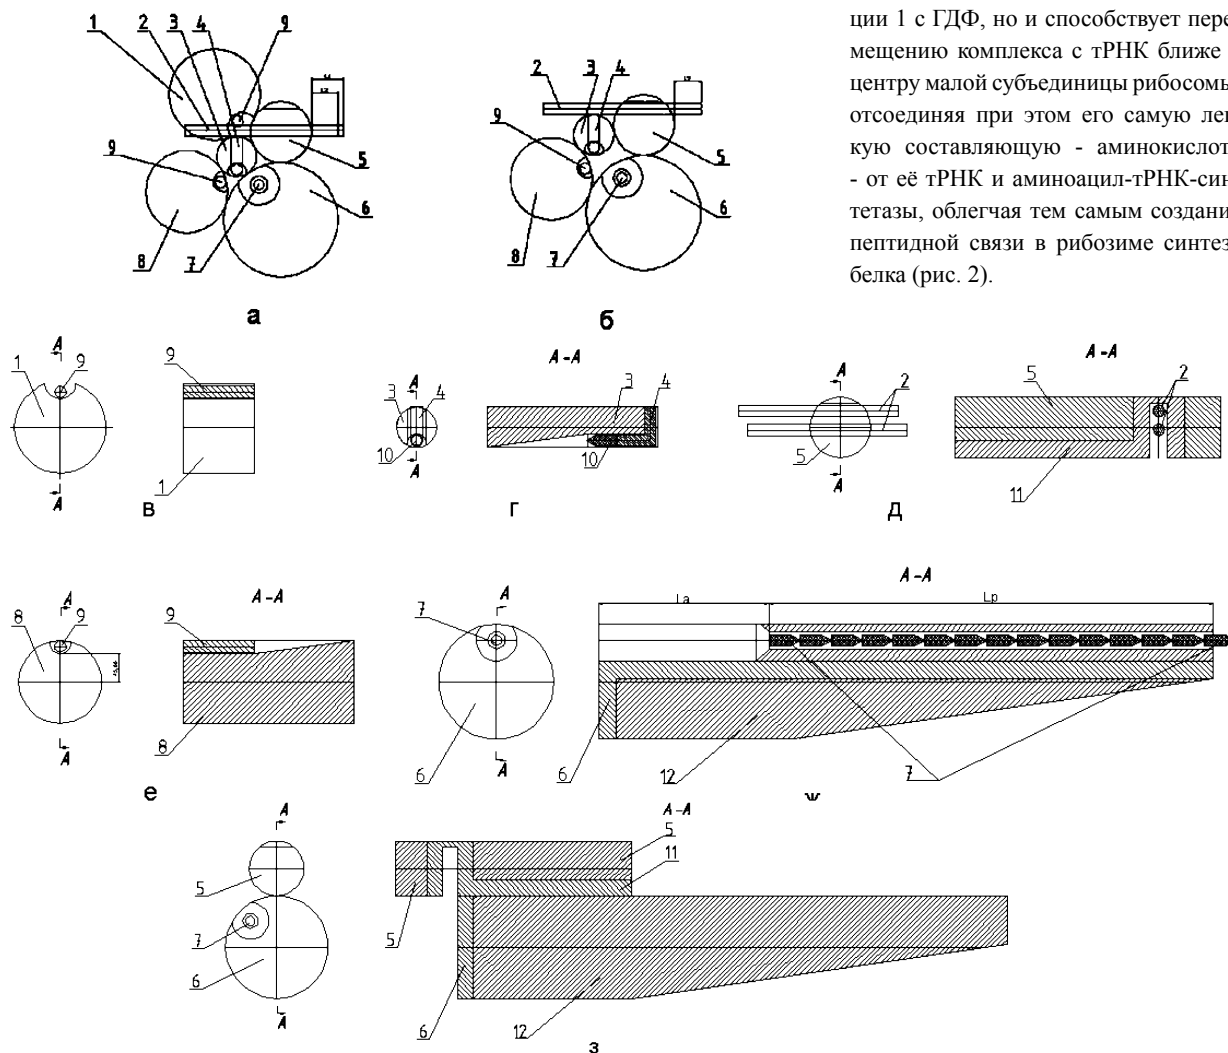 ции 1 с ГДФ, но и способствует пере
мещению комплекса с тРНК ближе
центру малой субъединицы рибосомы
отсоединяя при этом его самую лег
кую составляющую - аминокислот
- от её тРНК и аминоацил-тРНК-син
тетазы, облегчая тем самым создани
пептидной связи в рибозиме синтез
белка (рис. 2).
1 2 3 4 9
9 5 6 8 7
а
2 3 4
9 5 8 7 6
б
A
1 9
A
в
9
1
A-A
A
3 4
10
A
3 4
10
г
A-A
A
2
5
A
5 2
11
д
A
8 9
A
A-A
9
8
е
A-A
A
7
6
A
La Lp
6 12 7
ж
A
5
7
6
A
A-A
5
11
5
6 12
з